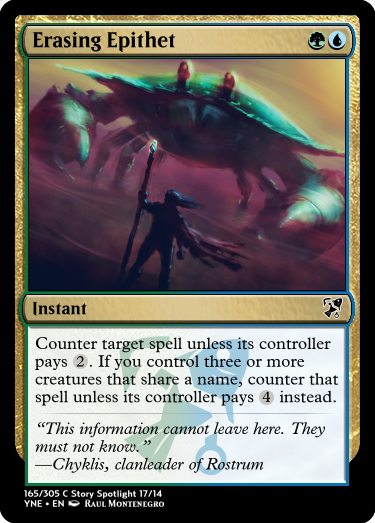 Erasing Epithet
Instant
Counter target spell unless its controller
pays 2. If you control three or more
creatures that share a name, counter that
spell unless its controller pays 4 instead.
“This information cannot leave here. They
must not know.”
—Chyklis, clanleader of Rostrum
165/305 C Story Spotlight 17/14
YNE • EN Raul Montenegro